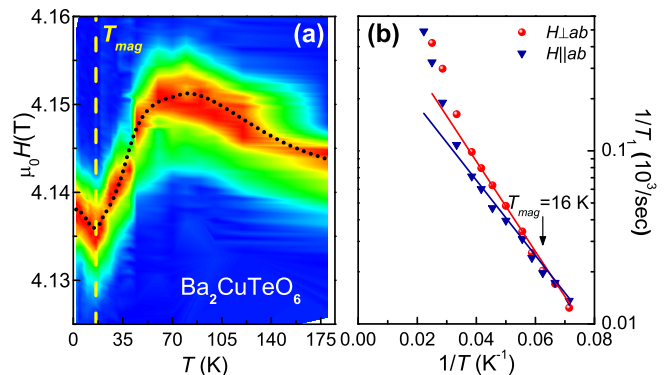 4.16
4.15
4.14
4.13
μ₀H(T)
T_mag
(a)
Ba₂CuTeO₆
0 35 70 105 140 175
T (K)
(b)
H⊥ab
H||ab
T_mag=16 K
0.1
0.01
1/T₁ (10³/sec)
0.00 0.02 0.04 0.06 0.08
1/T (K⁻¹)